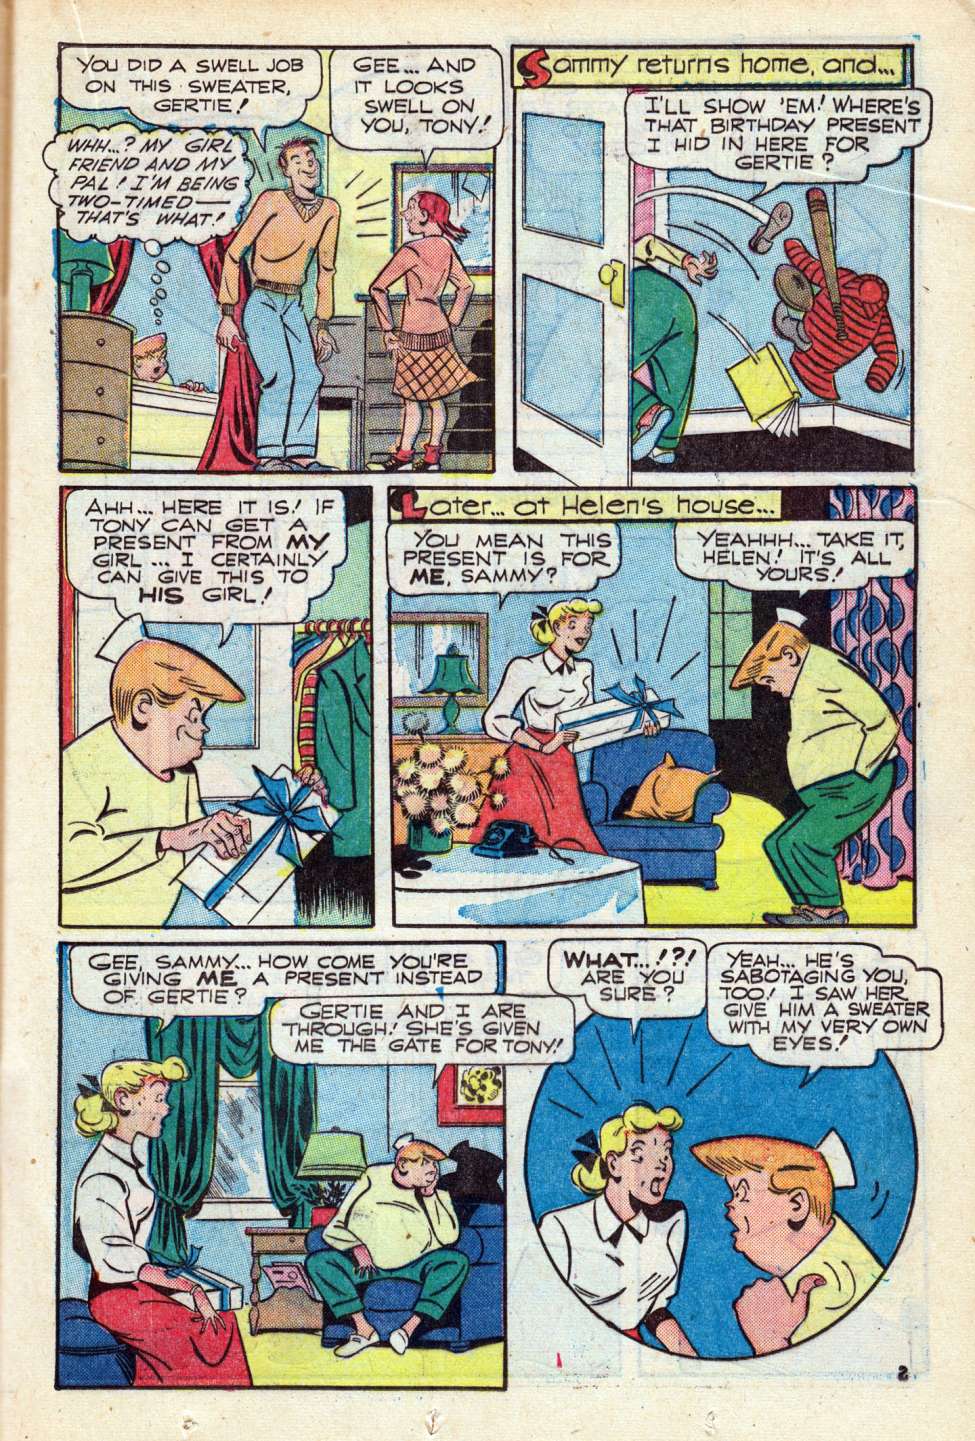 YOU DID A SWELL JOB
ON THIS SWEATER,
GERTIE!
GEE... AND
IT LOOKS
SWELL ON
YOU, TONY!
WHH...? MY GIRL
FRIEND AND MY
PAL! I'M BEING
TWO-TIMED—
THAT'S WHAT!
Sammy returns home, and...
I'LL SHOW 'EM! WHERE'S
THAT BIRTHDAY PRESENT
I HID IN HERE FOR
GERTIE?
AHH... HERE IT IS! IF
TONY CAN GET A
PRESENT FROM MY
GIRL... I CERTAINLY
CAN GIVE THIS TO
HIS GIRL!
Later... at Helen's house...
YOU MEAN THIS
PRESENT IS FOR
ME, SAMMY?
YEAHHH... TAKE IT,
HELEN! IT'S ALL
YOURS!
GEE, SAMMY... HOW COME YOU'RE
GIVING ME A PRESENT INSTEAD
OF GERTIE?
GERTIE AND I ARE
THROUGH! SHE'S GIVEN
ME THE GATE FOR TONY!
WHAT...!?!
ARE YOU
SURE?
YEAH... HE'S
SABOTAGING YOU,
TOO! I SAW HER
GIVE HIM A SWEATER
WITH MY VERY OWN
EYES!
2